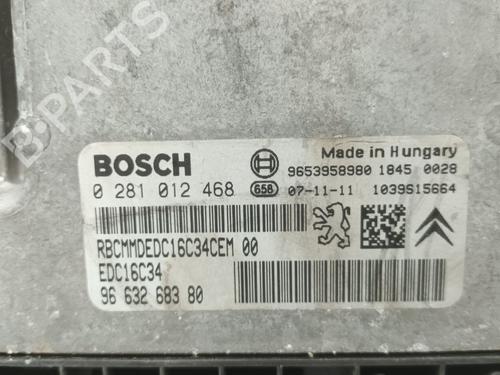 B-PARTS
BOSCH
Made in Hungary
9653958980 1845 0028
0 281 012 468 658 07-11-11 1039S15664
RBCMMDEDC16C34CEM 00
EDC16C34
96 632 683 80